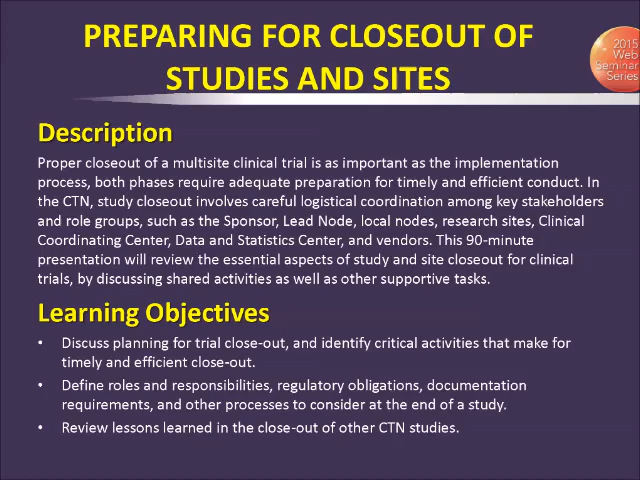 PREPARING FOR CLOSEOUT OF
STUDIES AND SITES
2015
Web
Seminar
Series
Description
Proper closeout of a multisite clinical trial is as important as the implementation
process, both phases require adequate preparation for timely and efficient conduct. In
the CTN, study closeout involves careful logistical coordination among key stakeholders
and role groups, such as the Sponsor, Lead Node, local nodes, research sites, Clinical
Coordinating Center, Data and Statistics Center, and vendors. This 90-minute
presentation will review the essential aspects of study and site closeout for clinical
trials, by discussing shared activities as well as other supportive tasks.
Learning Objectives
• Discuss planning for trial close-out, and identify critical activities that make for
timely and efficient close-out.
• Define roles and responsibilities, regulatory obligations, documentation
requirements, and other processes to consider at the end of a study.
• Review lessons learned in the close-out of other CTN studies.